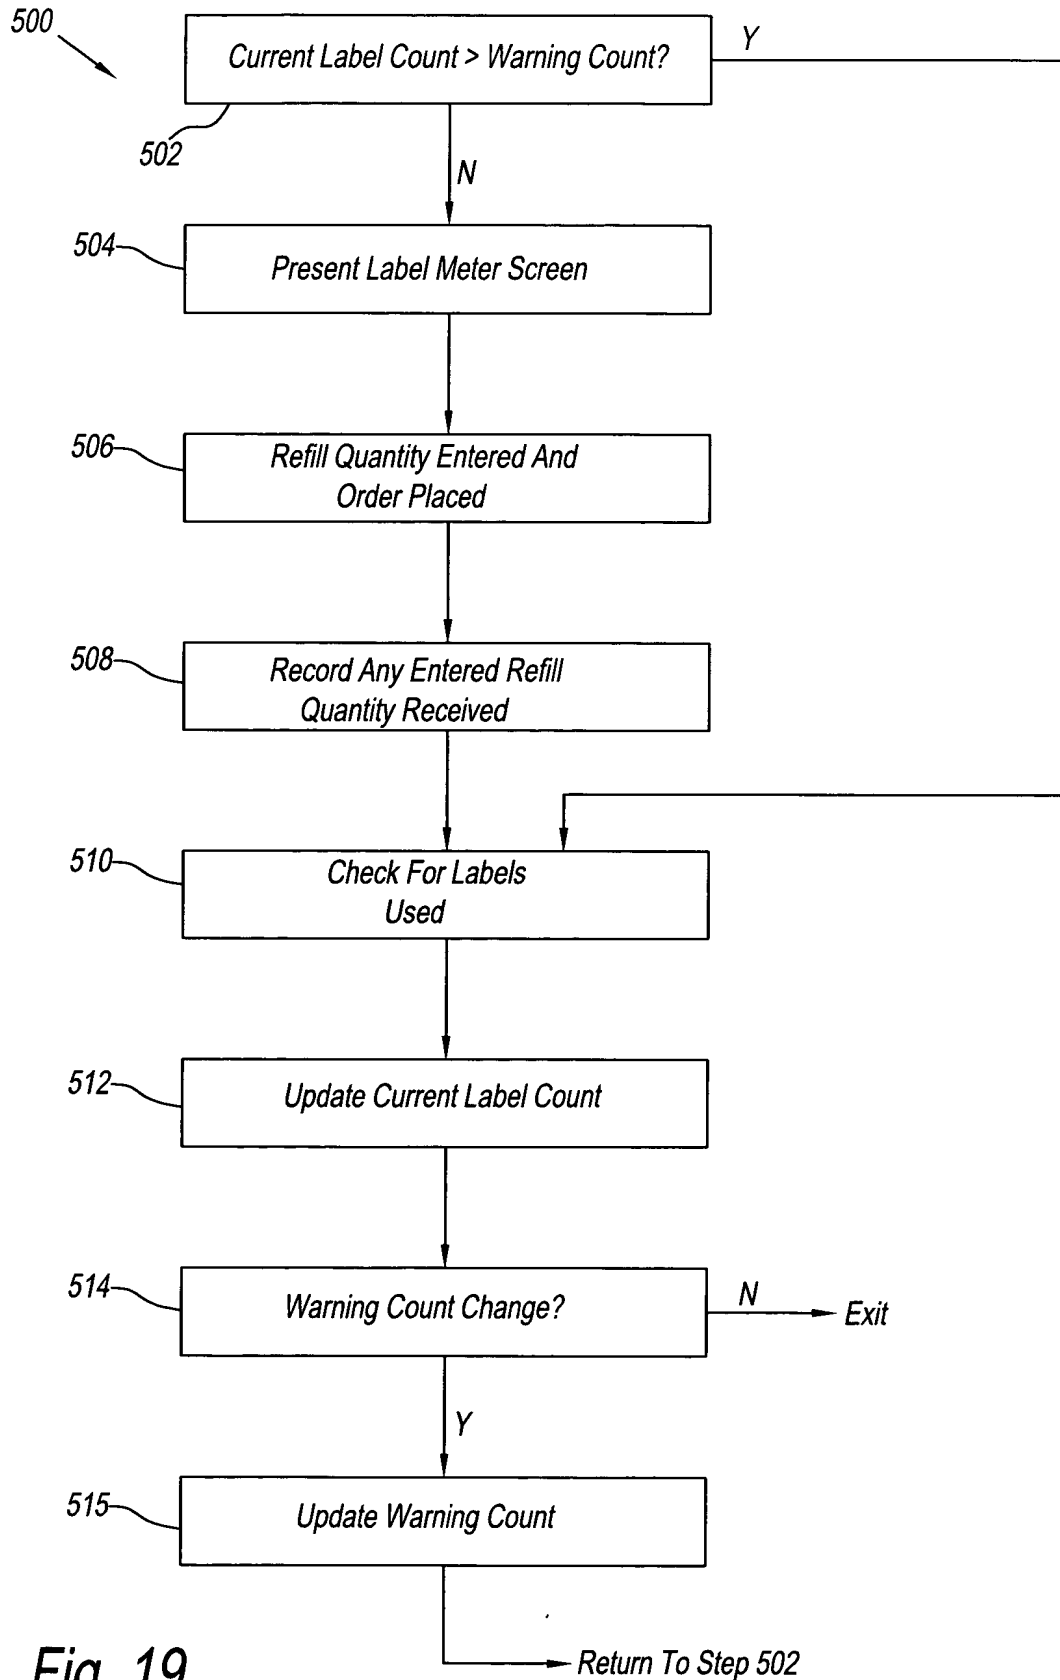 500
Current Label Count > Warning Count?
Y
502
N
504
Present Label Meter Screen
506
Refill Quantity Entered And
Order Placed
508
Record Any Entered Refill
Quantity Received
510
Check For Labels
Used
512
Update Current Label Count
514
Warning Count Change?
N
Exit
Y
515
Update Warning Count
Return To Step 502
Fig. 19